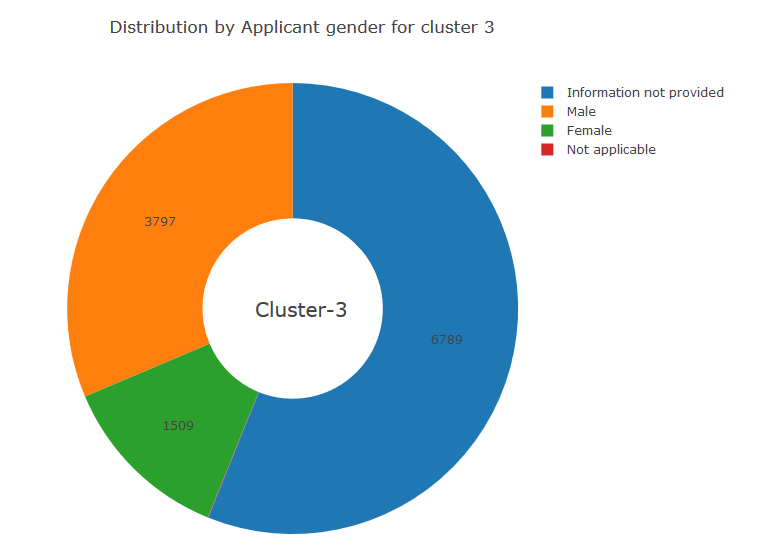 Distribution by Applicant gender for cluster 3
Information not provided
Male
Female
Not applicable
3797
Cluster-3
6789
1509